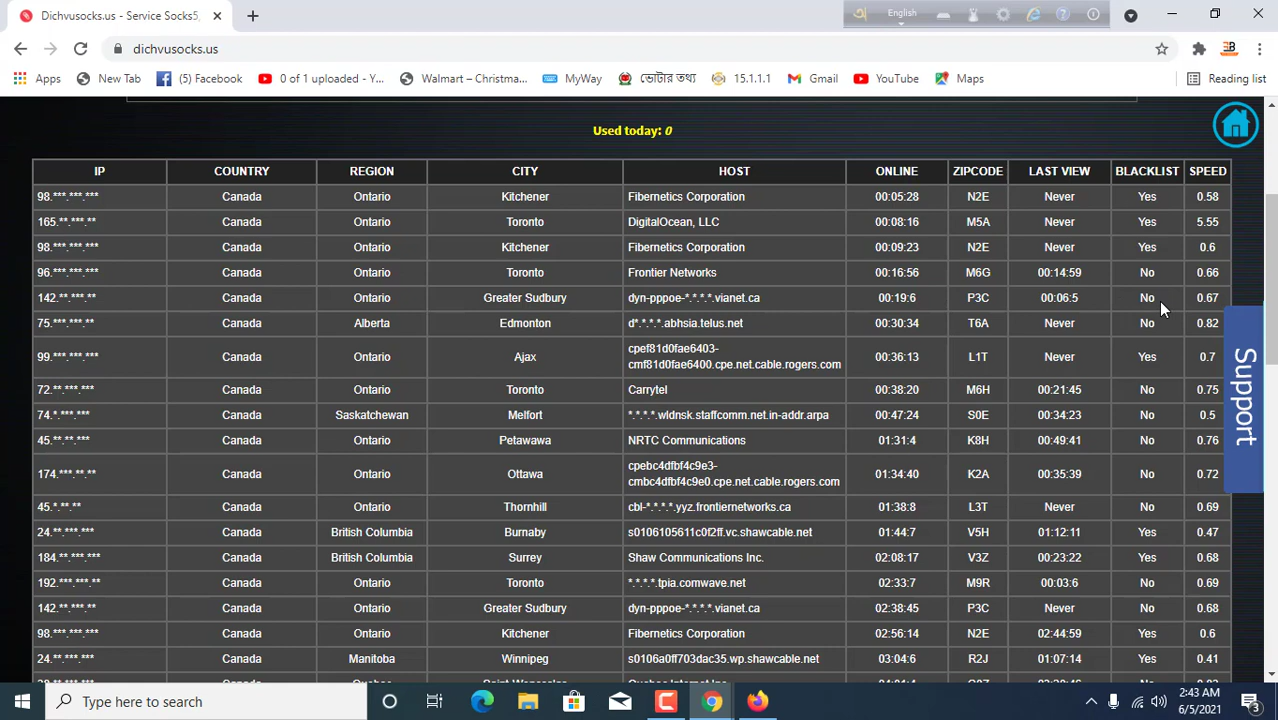 Dichvusocks.us - Service Socks5,
English
dichvusocks.us
Apps New Tab (5) Facebook 0 of 1 uploaded - Y... Walmart – Christma... MyWay ভোটার তথ্য 15.1.1.1 Gmail YouTube Maps Reading list
Used today: 0
IP COUNTRY REGION CITY HOST ONLINE ZIPCODE LAST VIEW BLACKLIST SPEED
98.***.***.*** Canada Ontario Kitchener Fibernetics Corporation 00:05:28 N2E Never Yes 0.58
165.**.***.** Canada Ontario Toronto DigitalOcean, LLC 00:08:16 M5A Never Yes 5.55
98.***.***.*** Canada Ontario Kitchener Fibernetics Corporation 00:09:23 N2E Never Yes 0.6
96.***.***.*** Canada Ontario Toronto Frontier Networks 00:16:56 M6G 00:14:59 No 0.66
142.**.***.** Canada Ontario Greater Sudbury dyn-pppoe-*.*.*.*.vianet.ca 00:19:6 P3C 00:06:5 No 0.67
75.***.***.** Canada Alberta Edmonton d*.*.*.*.abhsia.telus.net 00:30:34 T6A Never No 0.82
99.***.***.*** Canada Ontario Ajax cpef81d0fae6403-
cmf81d0fae6400.cpe.net.cable.rogers.com 00:36:13 L1T Never Yes 0.7
72.**.***.*** Canada Ontario Toronto Carrytel 00:38:20 M6H 00:21:45 No 0.75
74.*.***.*** Canada Saskatchewan Melfort *.*.*.*.wldnsk.staffcomm.net.in-addr.arpa 00:47:24 S0E 00:34:23 No 0.5
45.**.**.*** Canada Ontario Petawawa NRTC Communications 01:31:4 K8H 00:49:41 No 0.76
174.***.**.** Canada Ontario Ottawa cpebc4dfbf4c9e3-
cmbc4dfbf4c9e0.cpe.net.cable.rogers.com 01:34:40 K2A 00:35:39 No 0.72
45.*.**.** Canada Ontario Thornhill cbl-*.*.*.*.yyz.frontiernetworks.ca 01:38:8 L3T Never No 0.69
24.**.***.*** Canada British Columbia Burnaby s0106105611c0f2ff.vc.shawcable.net 01:44:7 V5H 01:12:11 Yes 0.47
184.**.***.*** Canada British Columbia Surrey Shaw Communications Inc. 02:08:17 V3Z 00:23:22 Yes 0.68
192.***.***.** Canada Ontario Toronto *.*.*.*.tpia.comwave.net 02:33:7 M9R 00:03:6 No 0.69
142.**.***.** Canada Ontario Greater Sudbury dyn-pppoe-*.*.*.*.vianet.ca 02:38:45 P3C Never No 0.68
98.***.***.*** Canada Ontario Kitchener Fibernetics Corporation 02:56:14 N2E 02:44:59 Yes 0.6
24.**.***.*** Canada Manitoba Winnipeg s0106a0ff703dac35.wp.shawcable.net 03:04:6 R2J 01:07:14 Yes 0.41
Support
Type here to search
2:43 AM
6/5/2021
3